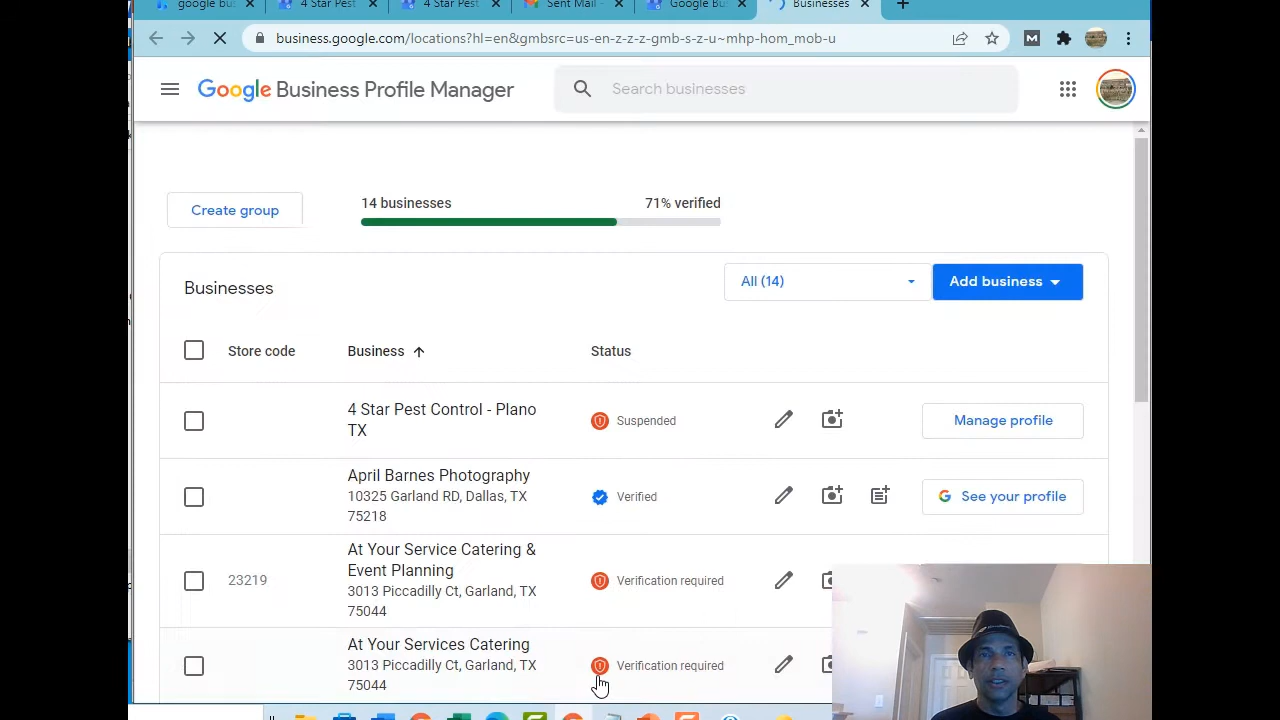 google bus
4 Star Pest
4 Star Pest
Sent Mail -
Google Bu
Businesses
business.google.com/locations?hl=en&gmbsrc=us-en-z-z-z-gmb-s-z-u~mhp-hom_mob-u
Google Business Profile Manager
Search businesses
Create group
14 businesses
71% verified
Businesses
All (14)
Add business
Store code
Business
Status
4 Star Pest Control - Plano
TX
Suspended
Manage profile
April Barnes Photography
10325 Garland RD, Dallas, TX
75218
Verified
See your profile
23219
At Your Service Catering &
Event Planning
3013 Piccadilly Ct, Garland, TX
75044
Verification required
At Your Services Catering
3013 Piccadilly Ct, Garland, TX
75044
Verification required